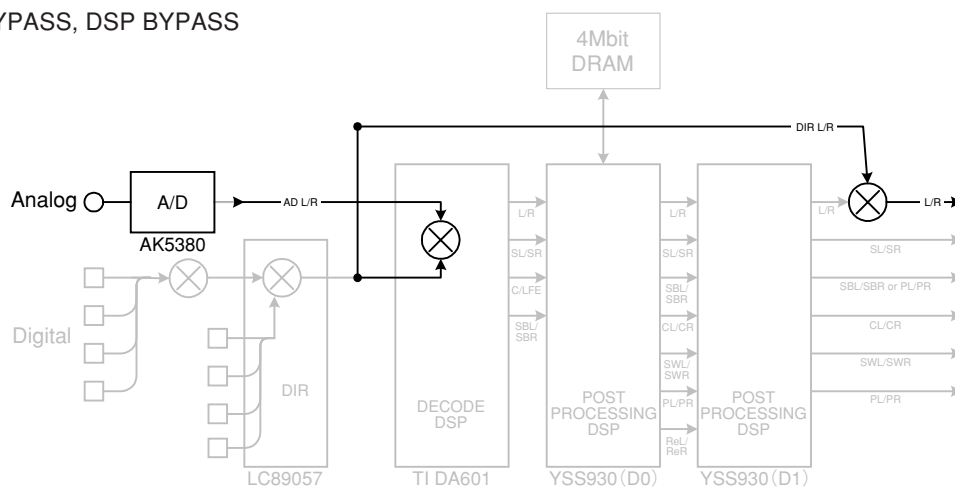 YPASS, DSP BYPASS
4Mbit
DRAM
DIR L/R
Analog
A/D
AD L/R
AK5380
L/R
L/R
L/R
L/R
SL/SR
SL/SR
SL/SR
C/LFE
SBL/
SBR
SBL/SBR or PL/PR
SBL/
SBR
CL/CR
CL/CR
Digital
SWL/
SWR
SWL/SWR
DIR
DECODE
DSP
POST
PROCESSING
DSP
PL/PR
POST
PROCESSING
DSP
PL/PR
ReL/
ReR
LC89057
TI DA601
YSS930(D0)
YSS930(D1)